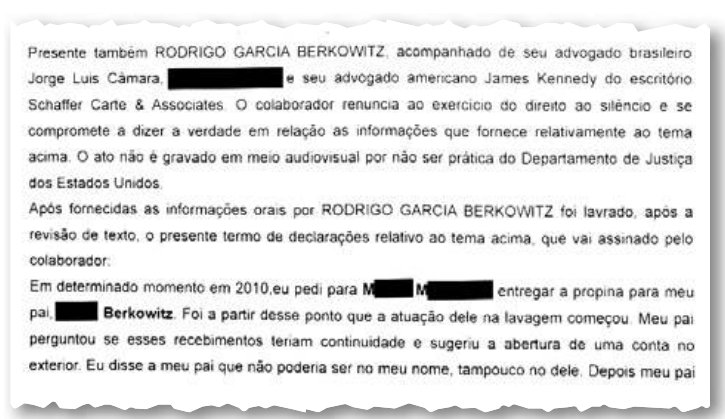 Presente também RODRIGO GARCIA BERKOWITZ, acompanhado de seu advogado brasileiro
Jorge Luis Câmara, e seu advogado americano James Kennedy do escritório
Schaffer Carte & Associates. O colaborador renuncia ao exercício do direito ao silêncio e se
compromete a dizer a verdade em relação as informações que fornece relativamente ao tema
acima. O ato não é gravado em meio audiovisual por não ser prática do Departamento de Justiça
dos Estados Unidos.
Após fornecidas as informações orais por RODRIGO GARCIA BERKOWITZ foi lavrado, após a
revisão de texto, o presente termo de declarações relativo ao tema acima, que vai assinado pelo
colaborador:
Em determinado momento em 2010,eu pedi para M M entregar a propina para meu
pai, Berkowitz. Foi a partir desse ponto que a atuação dele na lavagem começou. Meu pai
perguntou se esses recebimentos teriam continuidade e sugeriu a abertura de uma conta no
exterior. Eu disse a meu pai que não poderia ser no meu nome, tampouco no dele. Depois meu pai